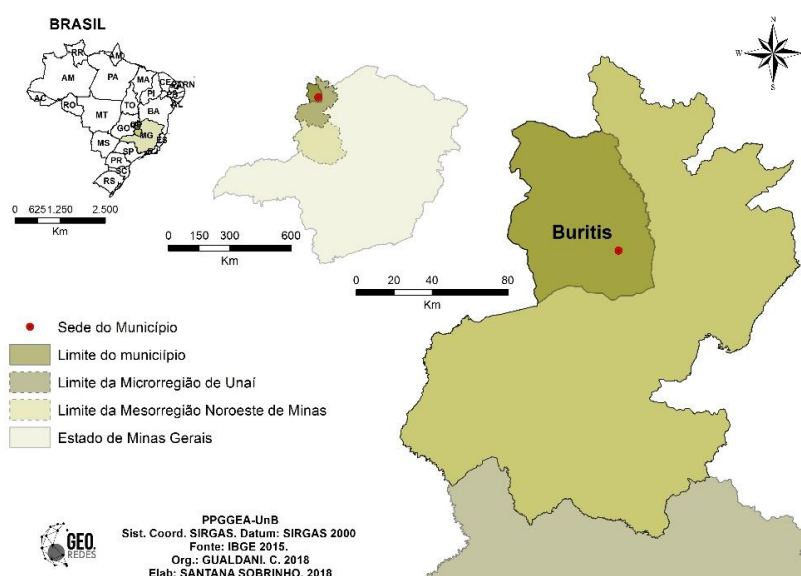 BRASIL
RR
AM
AM
PA
MA
CE
RN
PI
AC
RO
TO
AL
MT
BA
GO
DF
MG
ES
MS
SP
RJ
PR
SC
RS
0 625 1.250 2.500
Km
0 150 300 600
Km
0 20 40 80
Km
N
W E
S
Buritis
Sede do Município
Limite do municiípio
Limite da Microrregião de Unaí
Limite da Mesorregião Noroeste de Minas
Estado de Minas Gerais
GEO.
REDES
PPGGEA-UnB
Sist. Coord. SIRGAS. Datum: SIRGAS 2000
Fonte: IBGE 2015.
Org.: GUALDANI. C. 2018
Elab: SANTANA SOBRINHO. 2018